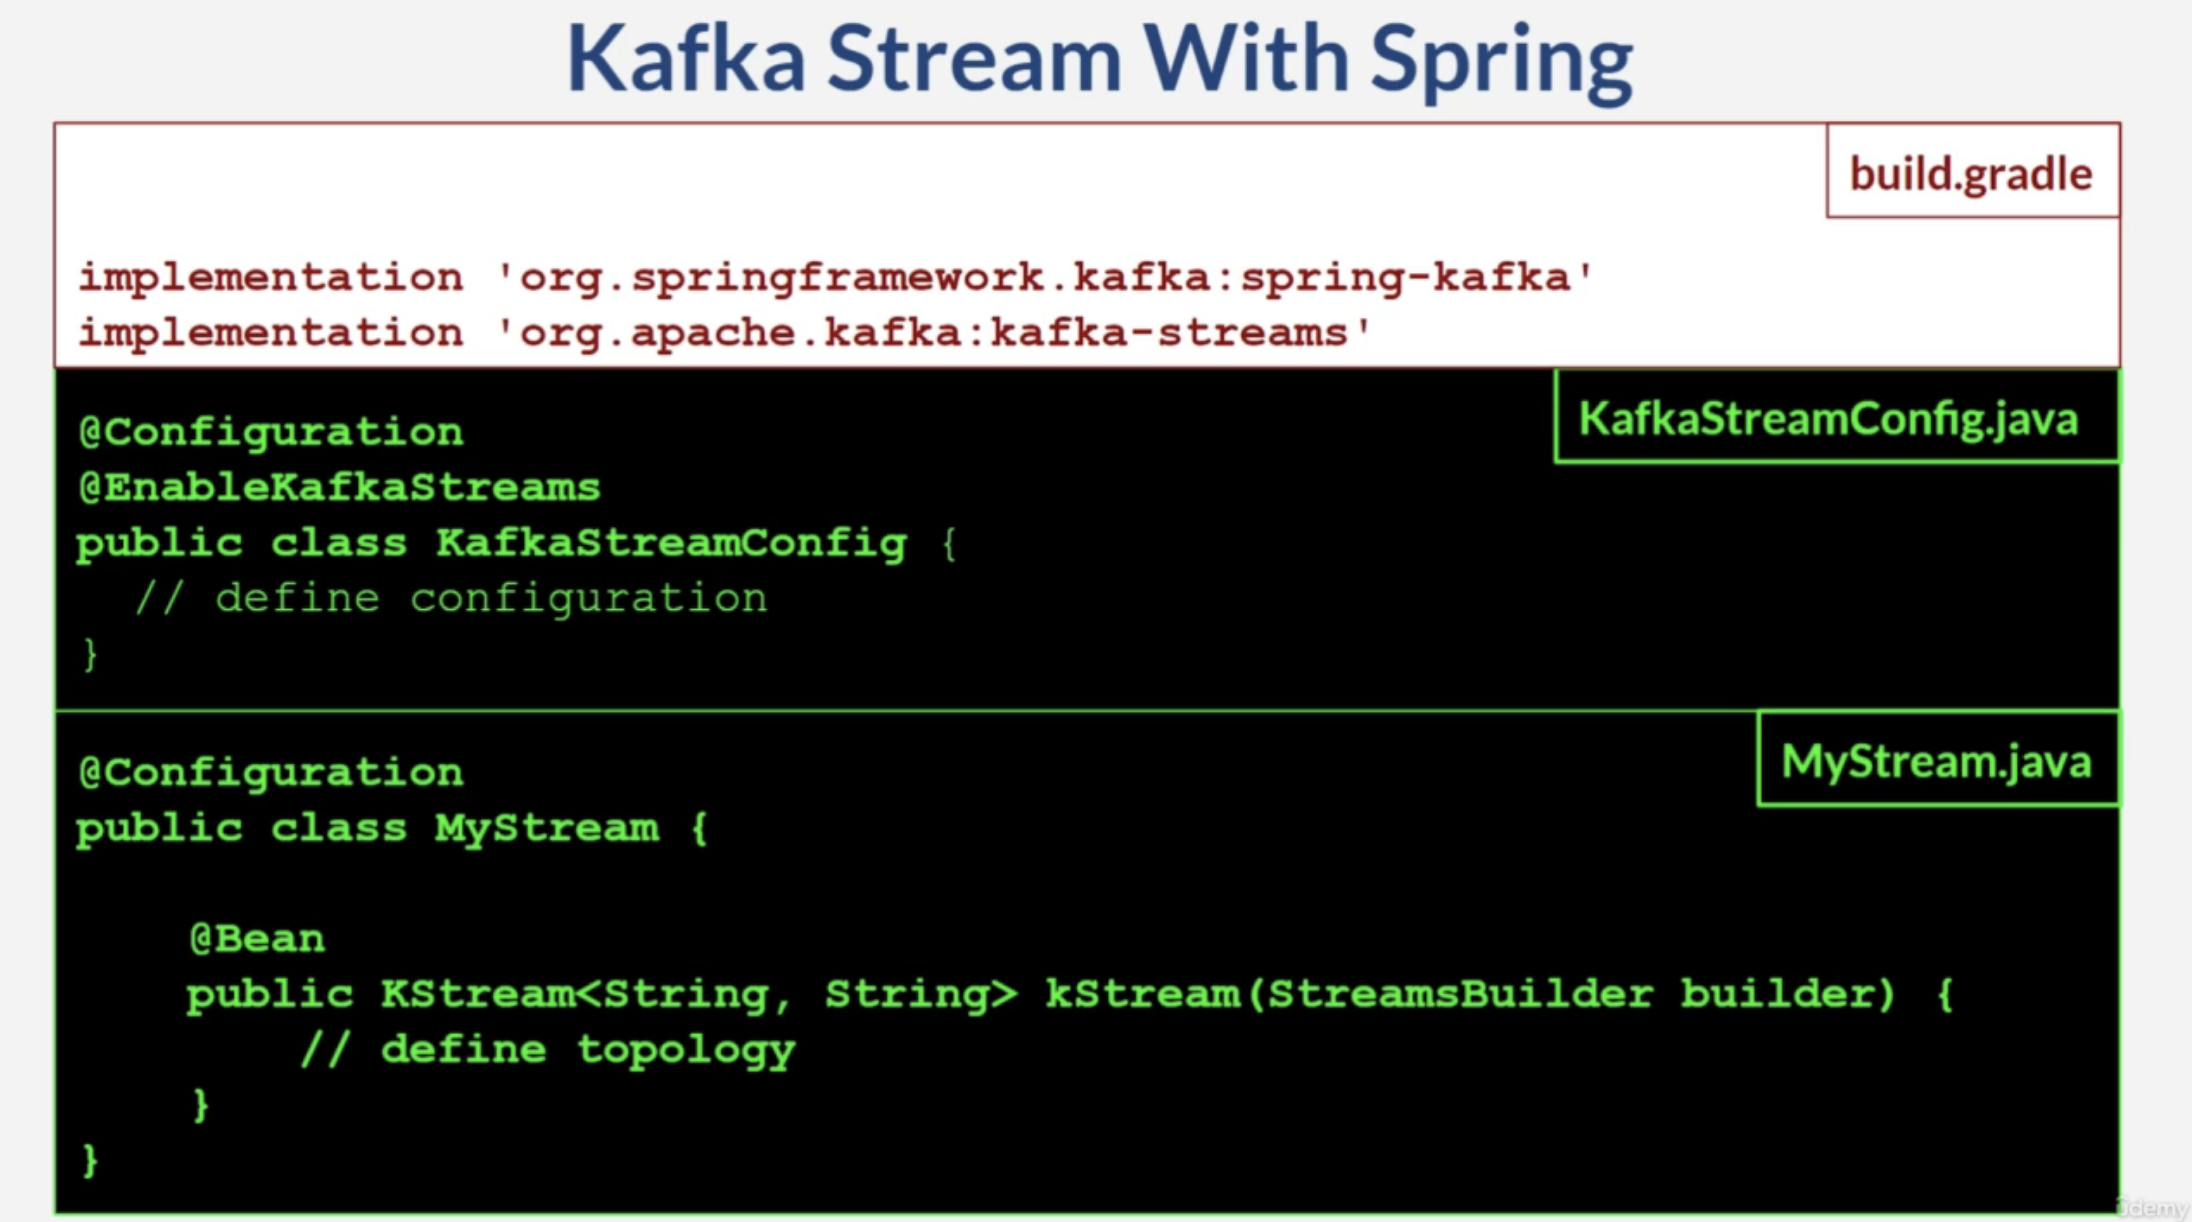 Kafka Stream With Spring
build.gradle
implementation 'org.springframework.kafka:spring-kafka'
implementation 'org.apache.kafka:kafka-streams'
KafkaStreamConfig.java
@Configuration
@EnableKafkaStreams
public class KafkaStreamConfig {
// define configuration
}
MyStream.java
@Configuration
public class MyStream {
@Bean
public KStream<String, String> kStream(StreamsBuilder builder) {
// define topology
}
}
Udemy